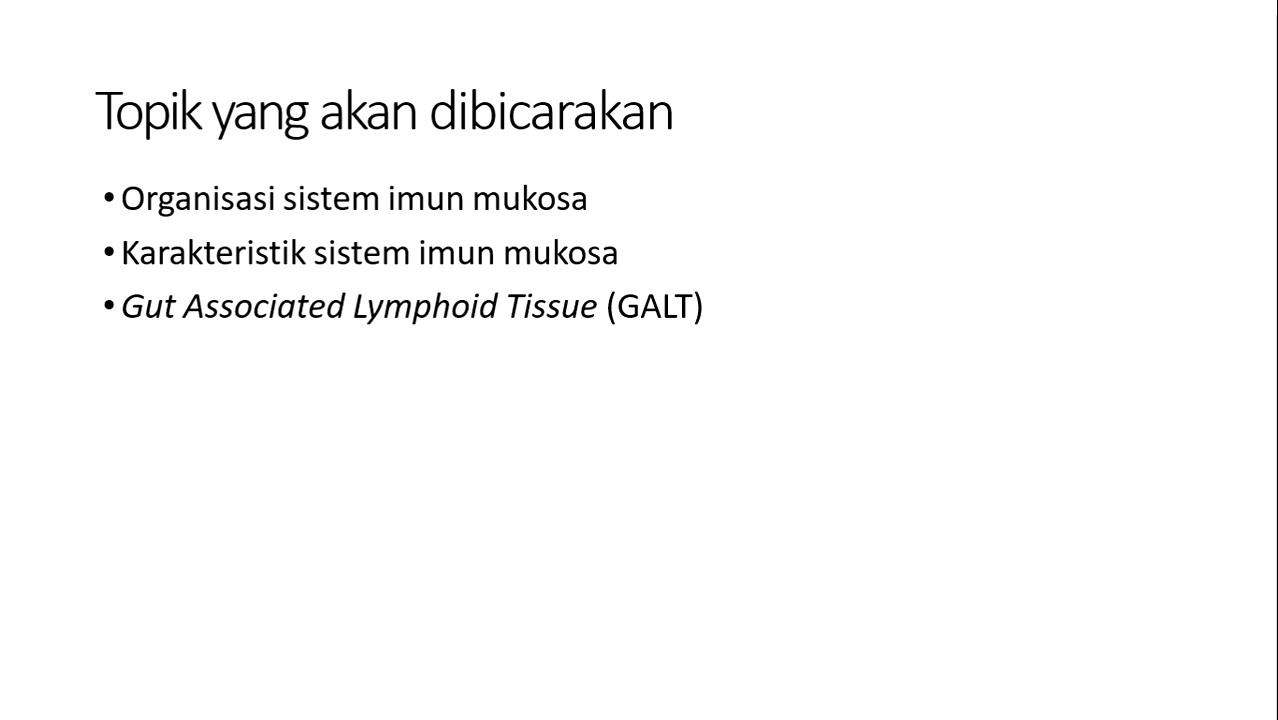 Topik yang akan dibicarakan
• Organisasi sistem imun mukosa
• Karakteristik sistem imun mukosa
• Gut Associated Lymphoid Tissue (GALT)